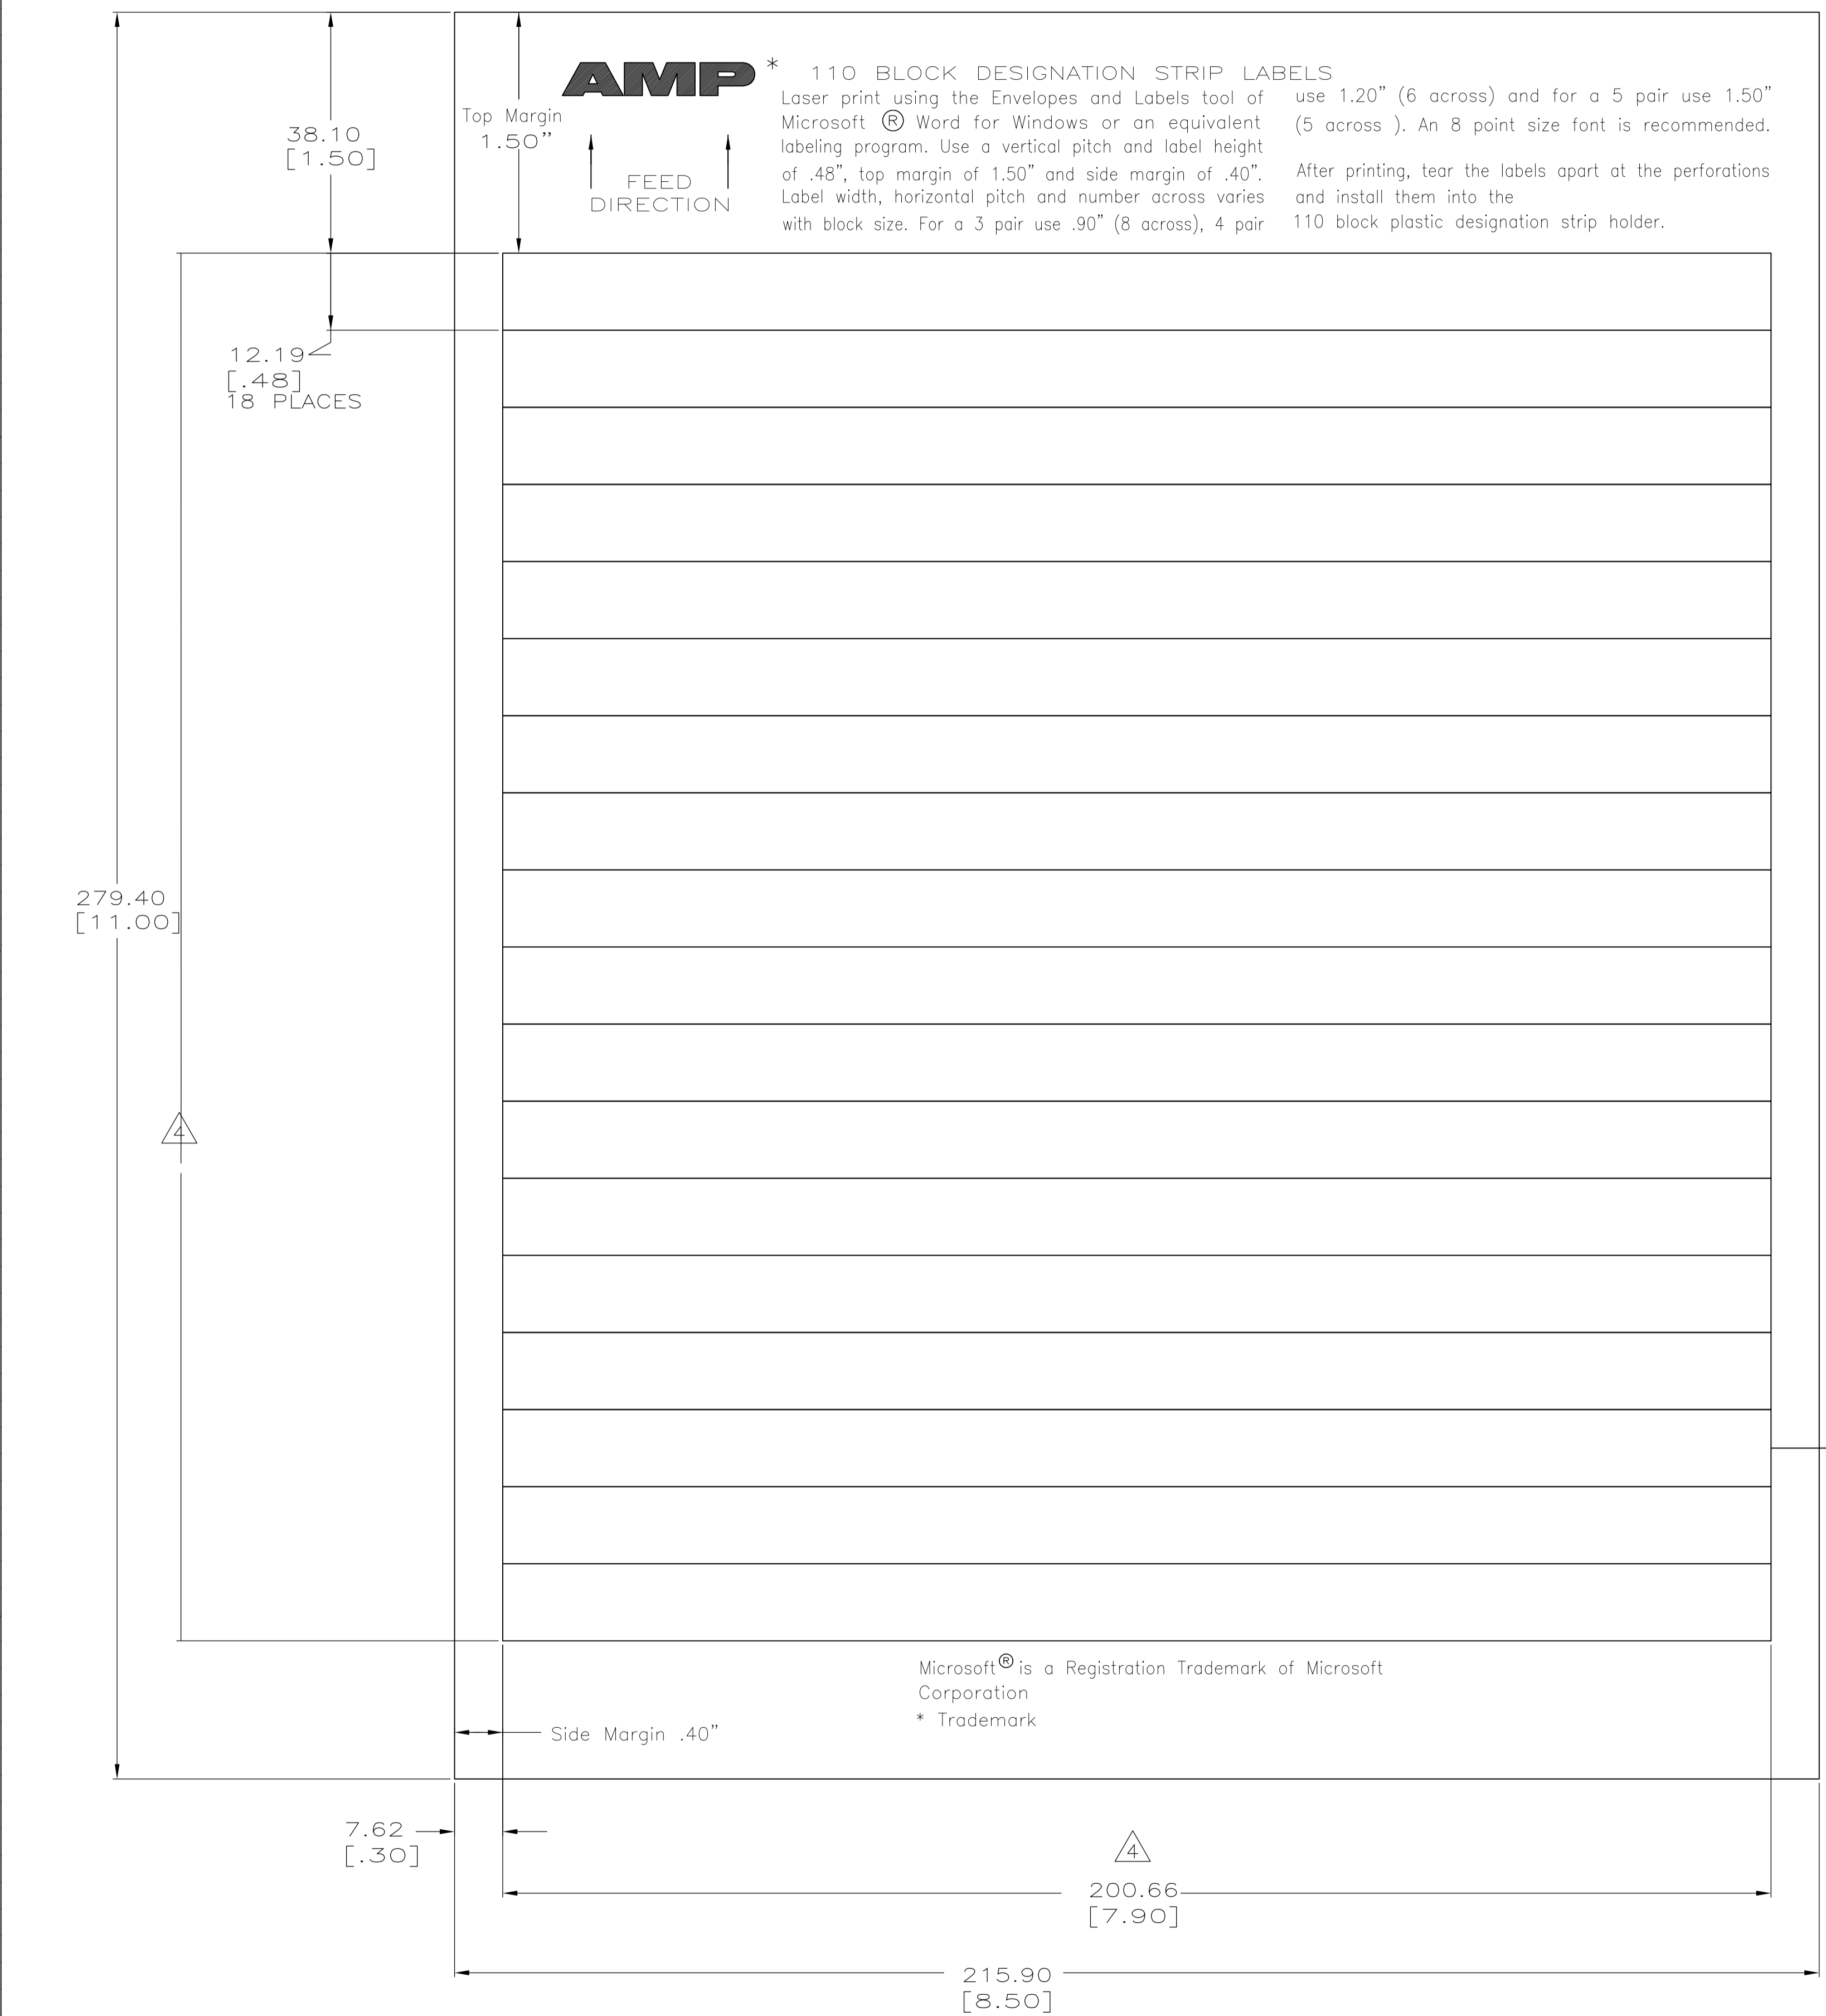 AMP *
110 BLOCK DESIGNATION STRIP LABELS
Laser print using the Envelopes and Labels tool of
Microsoft ® Word for Windows or an equivalent
labeling program. Use a vertical pitch and label height
of .48”, top margin of 1.50” and side margin of .40”.
Label width, horizontal pitch and number across varies
with block size. For a 3 pair use .90” (8 across), 4 pair
use 1.20” (6 across) and for a 5 pair use 1.50”
(5 across ). An 8 point size font is recommended.
After printing, tear the labels apart at the perforations
and install them into the
110 block plastic designation strip holder.
Top Margin
1.50”
FEED
DIRECTION
38.10
[1.50]
12.19
[.48]
18 PLACES
279.40
[11.00]
4
Microsoft® is a Registration Trademark of Microsoft
Corporation
* Trademark
Side Margin .40”
7.62
[.30]
4
200.66
[7.90]
215.90
[8.50]